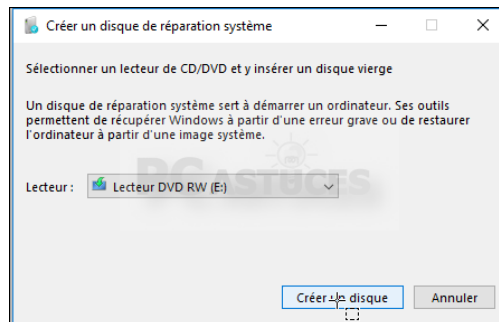 Créer un disque de réparation système
Sélectionner un lecteur de CD/DVD et y insérer un disque vierge
Un disque de réparation système sert à démarrer un ordinateur. Ses outils
permettent de récupérer Windows à partir d'une erreur grave ou de restaurer
l'ordinateur à partir d'une image système.
PC ASTUCES
Lecteur : Lecteur DVD RW (E:)
Créer un disque Annuler